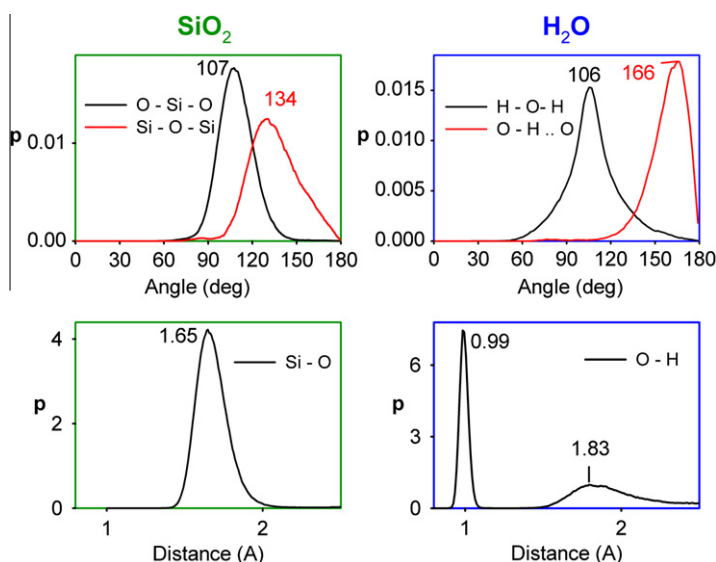 SiO₂
107
134
O - Si - O
Si - O - Si
p
0.01
0.00
0 30 60 90 120 150 180
Angle (deg)
H₂O
106
166
H - O- H
O - H .. O
p
0.015
0.010
0.005
0.000
0 30 60 90 120 150 180
Angle (deg)
1.65
Si - O
p
4
2
0
1 2
Distance (A)
0.99
O - H
1.83
p
6
3
0
1 2
Distance (A)